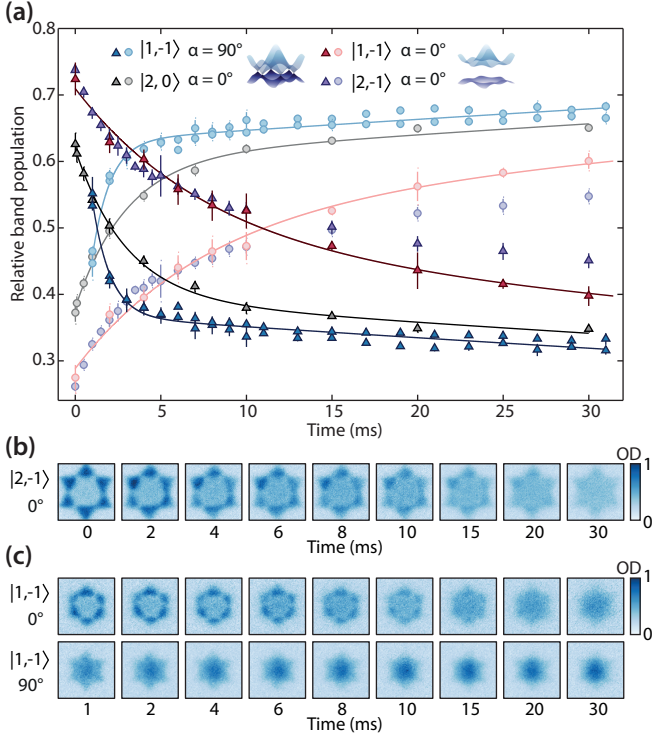 (a)
0.8
0.7
0.6
0.5
0.4
0.3
Relative band population
|1,-1⟩ α = 90°
|1,-1⟩ α = 0°
|2, 0⟩ α = 0°
|2,-1⟩ α = 0°
0 5 10 15 20 25 30
Time (ms)
(b)
|2,-1⟩
0°
OD
1
0
0 2 4 6 8 10 15 20 30
Time (ms)
(c)
|1,-1⟩
0°
OD
1
0
|1,-1⟩
90°
1 2 4 6 8 10 15 20 30
Time (ms)